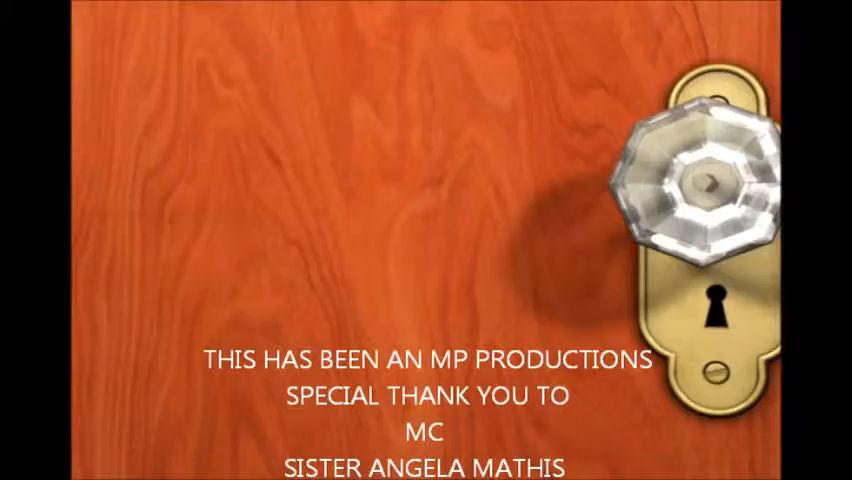 THIS HAS BEEN AN MP PRODUCTIONS
SPECIAL THANK YOU TO
MC
SISTER ANGELA MATHIS